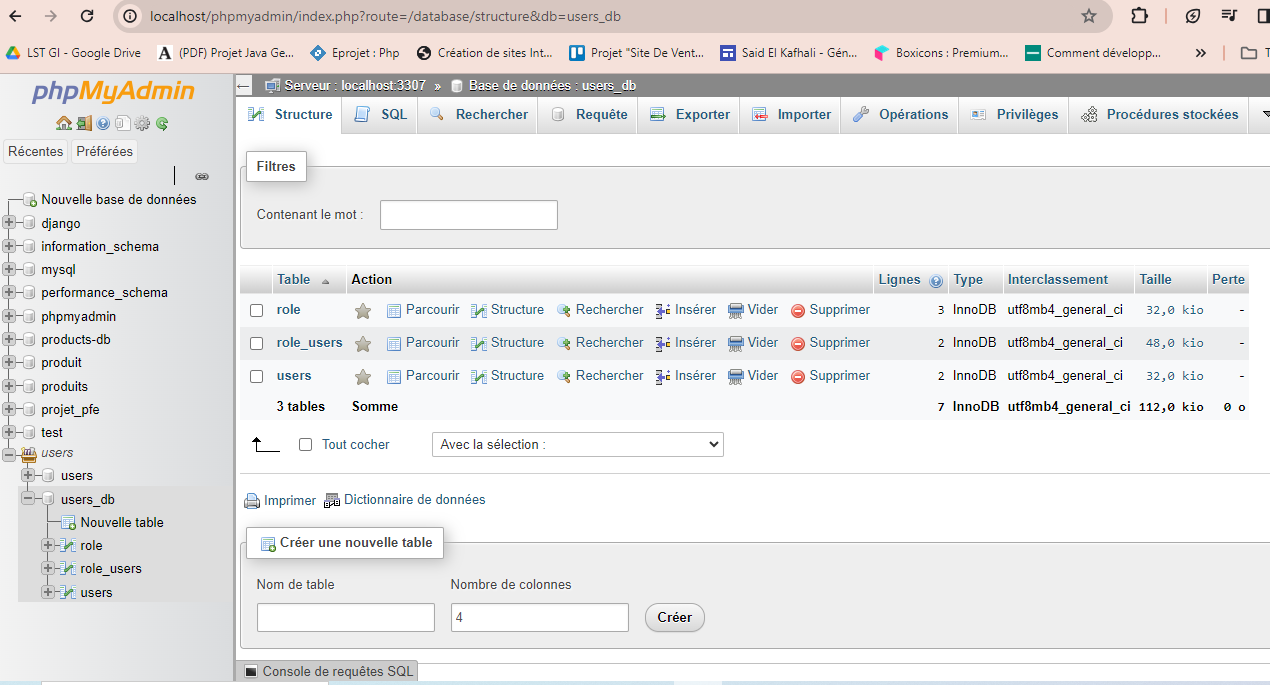 localhost/phpmyadmin/index.php?route=/database/structure&db=users_db
LST GI - Google Drive
(PDF) Projet Java Ge...
Eprojet : Php
Création de sites Int...
Projet "Site De Vent...
Said El Kafhali - Gén...
Boxicons : Premium...
Comment développ...
»
phpMyAdmin
Récentes
Préférées
Nouvelle base de données
django
information_schema
mysql
performance_schema
phpmyadmin
products-db
produit
produits
projet_pfe
test
users
users
users_db
Nouvelle table
role
role_users
users
Serveur : localhost:3307 » Base de données : users_db
Structure SQL Rechercher Requête Exporter Importer Opérations Privilèges Procédures stockées
Filtres
Contenant le mot :
Table Action Lignes Type Interclassement Taille Perte
role Parcourir Structure Rechercher Insérer Vider Supprimer 3 InnoDB utf8mb4_general_ci 32,0 kio -
role_users Parcourir Structure Rechercher Insérer Vider Supprimer 2 InnoDB utf8mb4_general_ci 48,0 kio -
users Parcourir Structure Rechercher Insérer Vider Supprimer 2 InnoDB utf8mb4_general_ci 32,0 kio -
3 tables Somme 7 InnoDB utf8mb4_general_ci 112,0 kio 0 o
Tout cocher Avec la sélection :
Imprimer Dictionnaire de données
Créer une nouvelle table
Nom de table Nombre de colonnes
4 Créer
Console de requêtes SQL